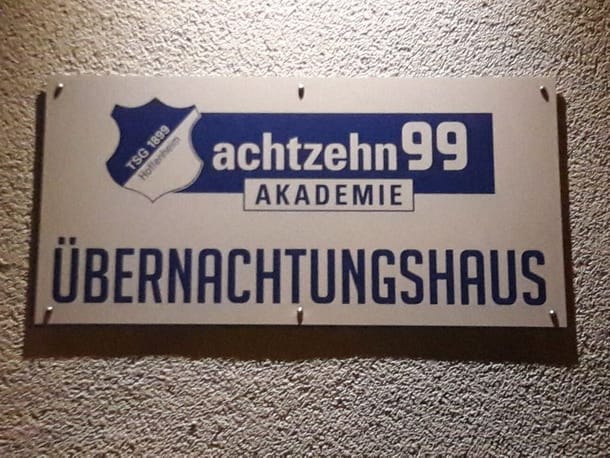 TSG 1899
Hoffenheim
achtzehn99
AKADEMIE
ÜBERNACHTUNGSHAUS